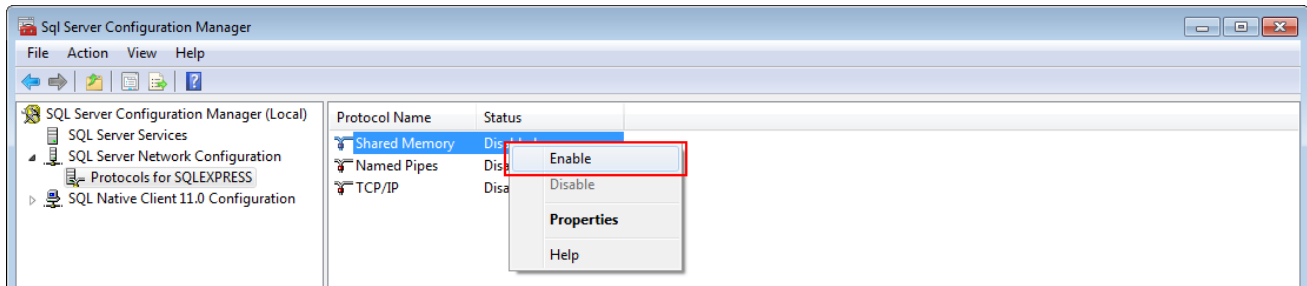 Sql Server Configuration Manager
File Action View Help
SQL Server Configuration Manager (Local)
SQL Server Services
SQL Server Network Configuration
Protocols for SQLEXPRESS
SQL Native Client 11.0 Configuration
Protocol Name Status
Shared Memory
Named Pipes Disa
TCP/IP Disa
Enable
Disable
Properties
Help